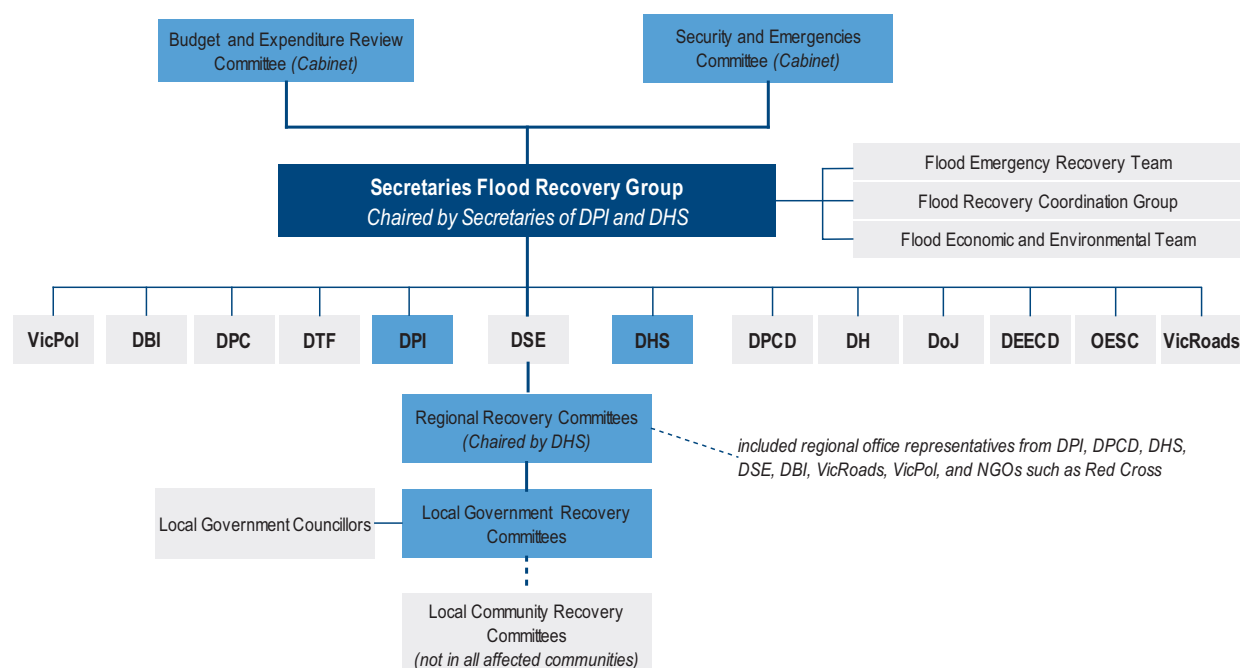 Budget and Expenditure Review
Committee (Cabinet)
Security and Emergencies
Committee (Cabinet)
Secretaries Flood Recovery Group
Chaired by Secretaries of DPI and DHS
Flood Emergency Recovery Team
Flood Recovery Coordination Group
Flood Economic and Environmental Team
VicPol
DBI
DPC
DTF
DPI
DSE
DHS
DPCD
DH
DoJ
DEECD
OESC
VicRoads
Regional Recovery Committees
(Chaired by DHS)
included regional office representatives from DPI, DPCD, DHS,
DSE, DBI, VicRoads, VicPol, and NGOs such as Red Cross
Local Government Councillors
Local Government Recovery
Committees
Local Community Recovery
Committees
(not in all affected communities)